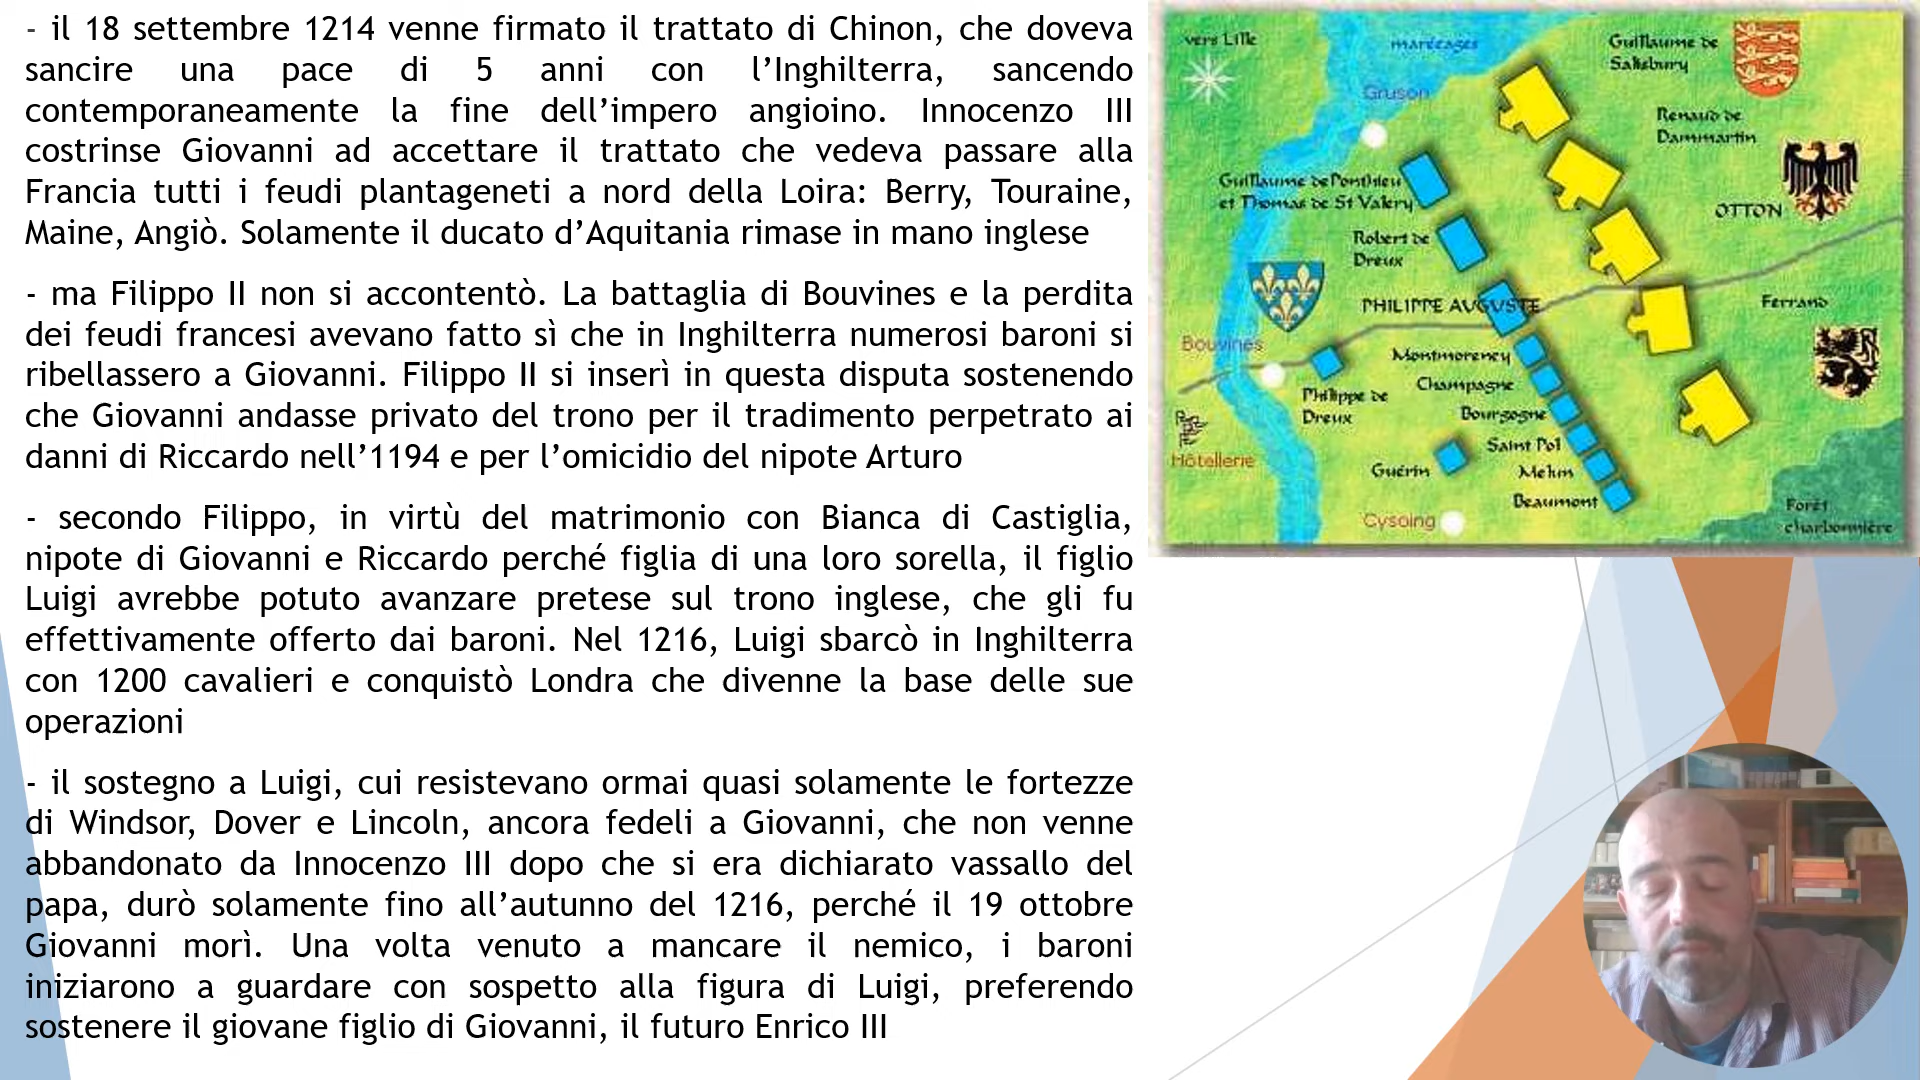 - il 18 settembre 1214 venne firmato il trattato di Chinon, che doveva
sancire una pace di 5 anni con l’Inghilterra, sancendo
contemporaneamente la fine dell’impero angioino. Innocenzo III
costrinse Giovanni ad accettare il trattato che vedeva passare alla
Francia tutti i feudi plantageneti a nord della Loira: Berry, Touraine,
Maine, Angiò. Solamente il ducato d’Aquitania rimase in mano inglese
- ma Filippo II non si accontentò. La battaglia di Bouvines e la perdita
dei feudi francesi avevano fatto sì che in Inghilterra numerosi baroni si
ribellassero a Giovanni. Filippo II si inserì in questa disputa sostenendo
che Giovanni andasse privato del trono per il tradimento perpetrato ai
danni di Riccardo nell’1194 e per l’omicidio del nipote Arturo
- secondo Filippo, in virtù del matrimonio con Bianca di Castiglia,
nipote di Giovanni e Riccardo perché figlia di una loro sorella, il figlio
Luigi avrebbe potuto avanzare pretese sul trono inglese, che gli fu
effettivamente offerto dai baroni. Nel 1216, Luigi sbarcò in Inghilterra
con 1200 cavalieri e conquistò Londra che divenne la base delle sue
operazioni
- il sostegno a Luigi, cui resistevano ormai quasi solamente le fortezze
di Windsor, Dover e Lincoln, ancora fedeli a Giovanni, che non venne
abbandonato da Innocenzo III dopo che si era dichiarato vassallo del
papa, durò solamente fino all’autunno del 1216, perché il 19 ottobre
Giovanni morì. Una volta venuto a mancare il nemico, i baroni
iniziarono a guardare con sospetto alla figura di Luigi, preferendo
sostenere il giovane figlio di Giovanni, il futuro Enrico III
vers Lille
marécages
Guillaume de
Salisbury
Gruson
Renaud de
Dammartin
Guillaume de Ponthieu
et Thomas de St Valery
OTTON
Robert de
Dreux
PHILIPPE AUGUSTE
Ferrand
Bouvines
Montmorency
Champagne
Philippe de
Dreux
Bourgogne
Saint Pol
Hôtellerie
Guérin
Melun
Beaumont
Cysoing
Forêt
charbonnière